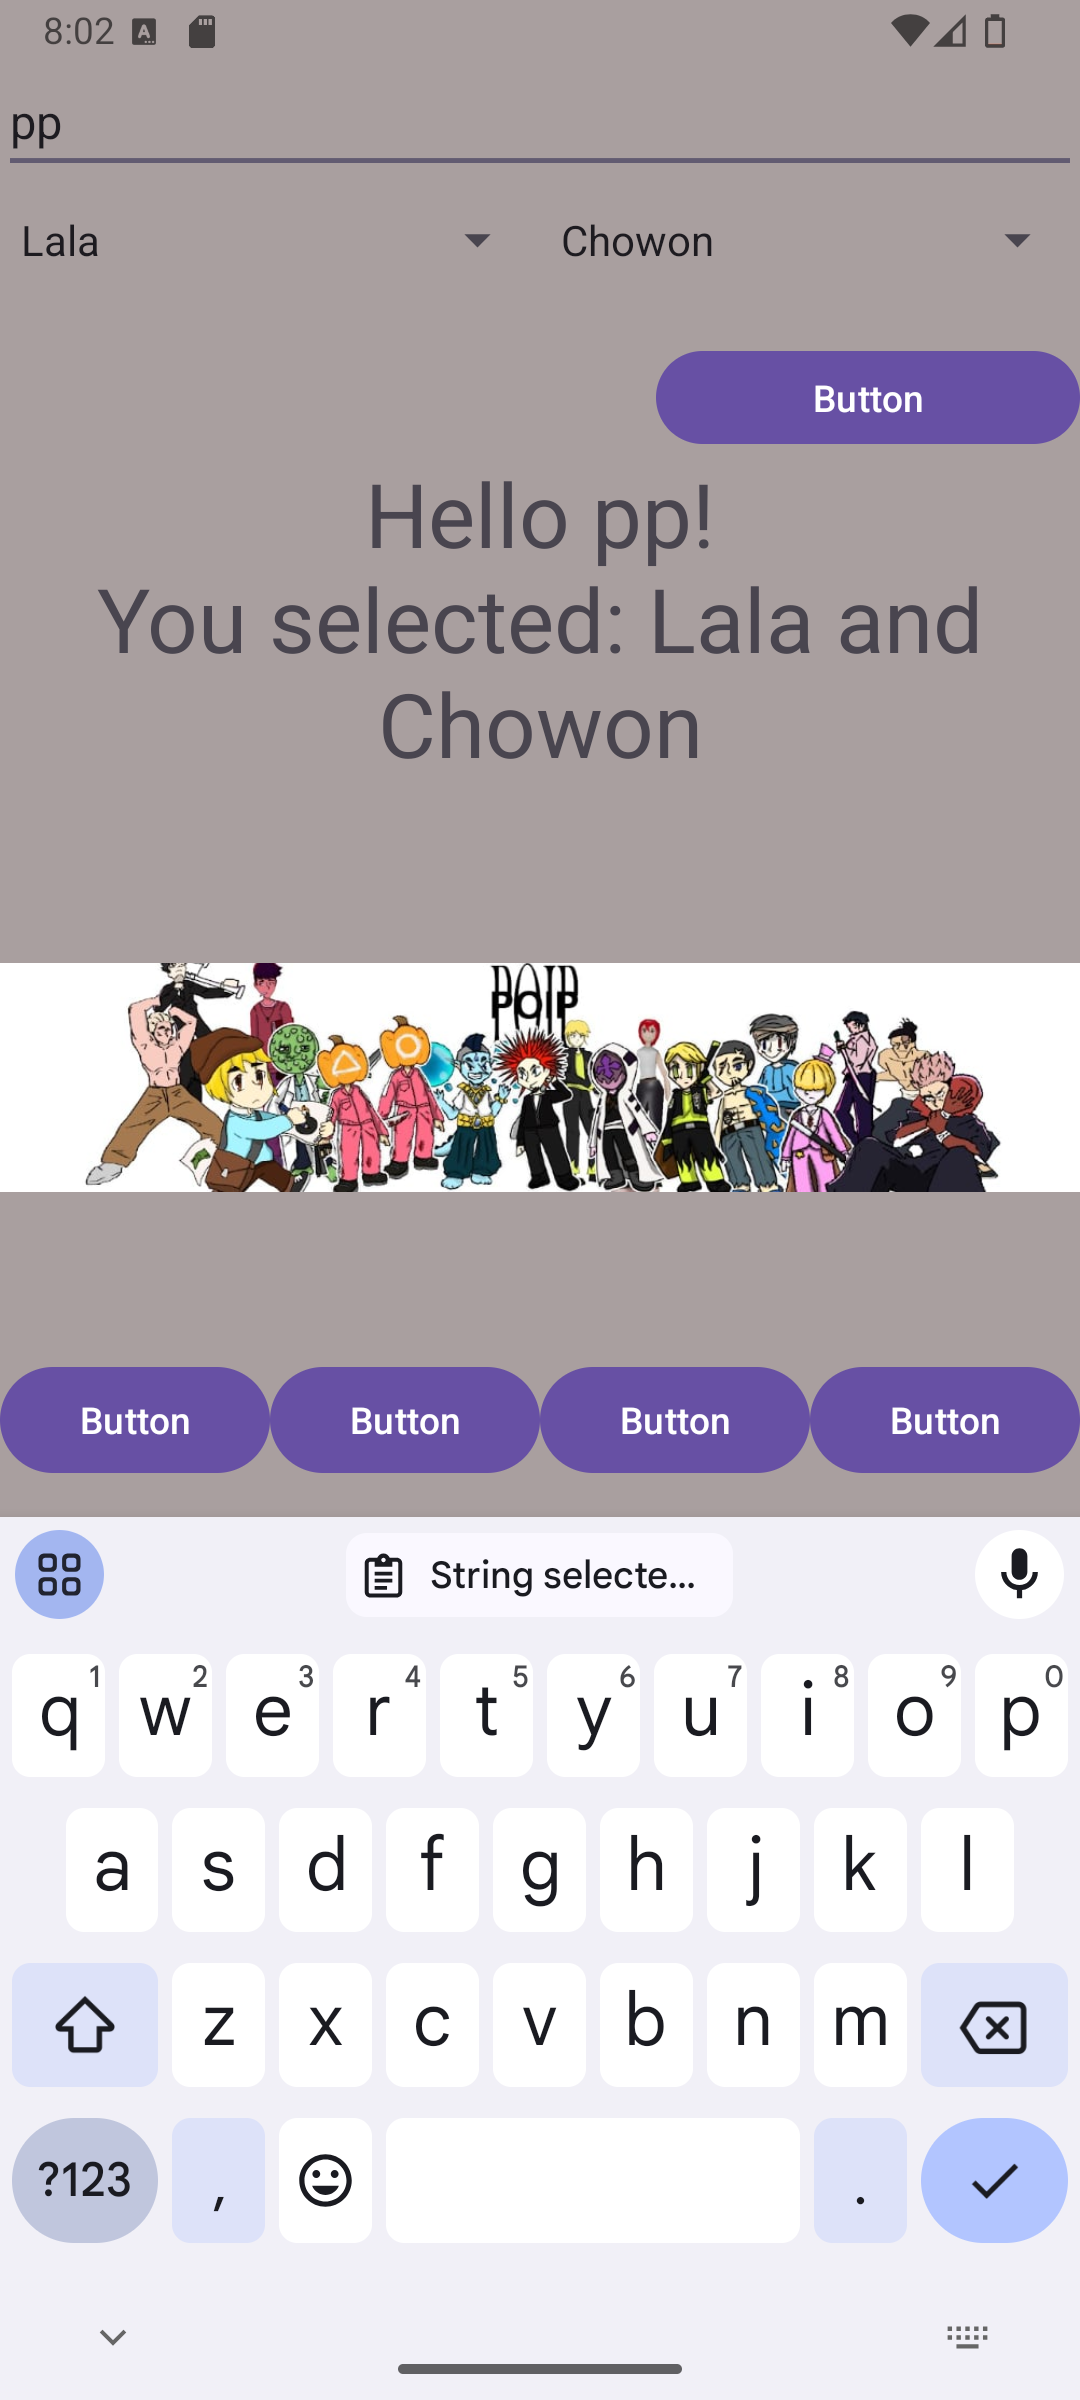 8:02
pp
Lala Chowon
Button
Hello pp!
You selected: Lala and
Chowon
POIP
POIP
Button Button Button Button
String selecte...
q 1 w 2 e 3 r 4 t 5 y 6 u 7 i 8 o 9 p 0
a s d f g h j k l
z x c v b n m
?123 , .